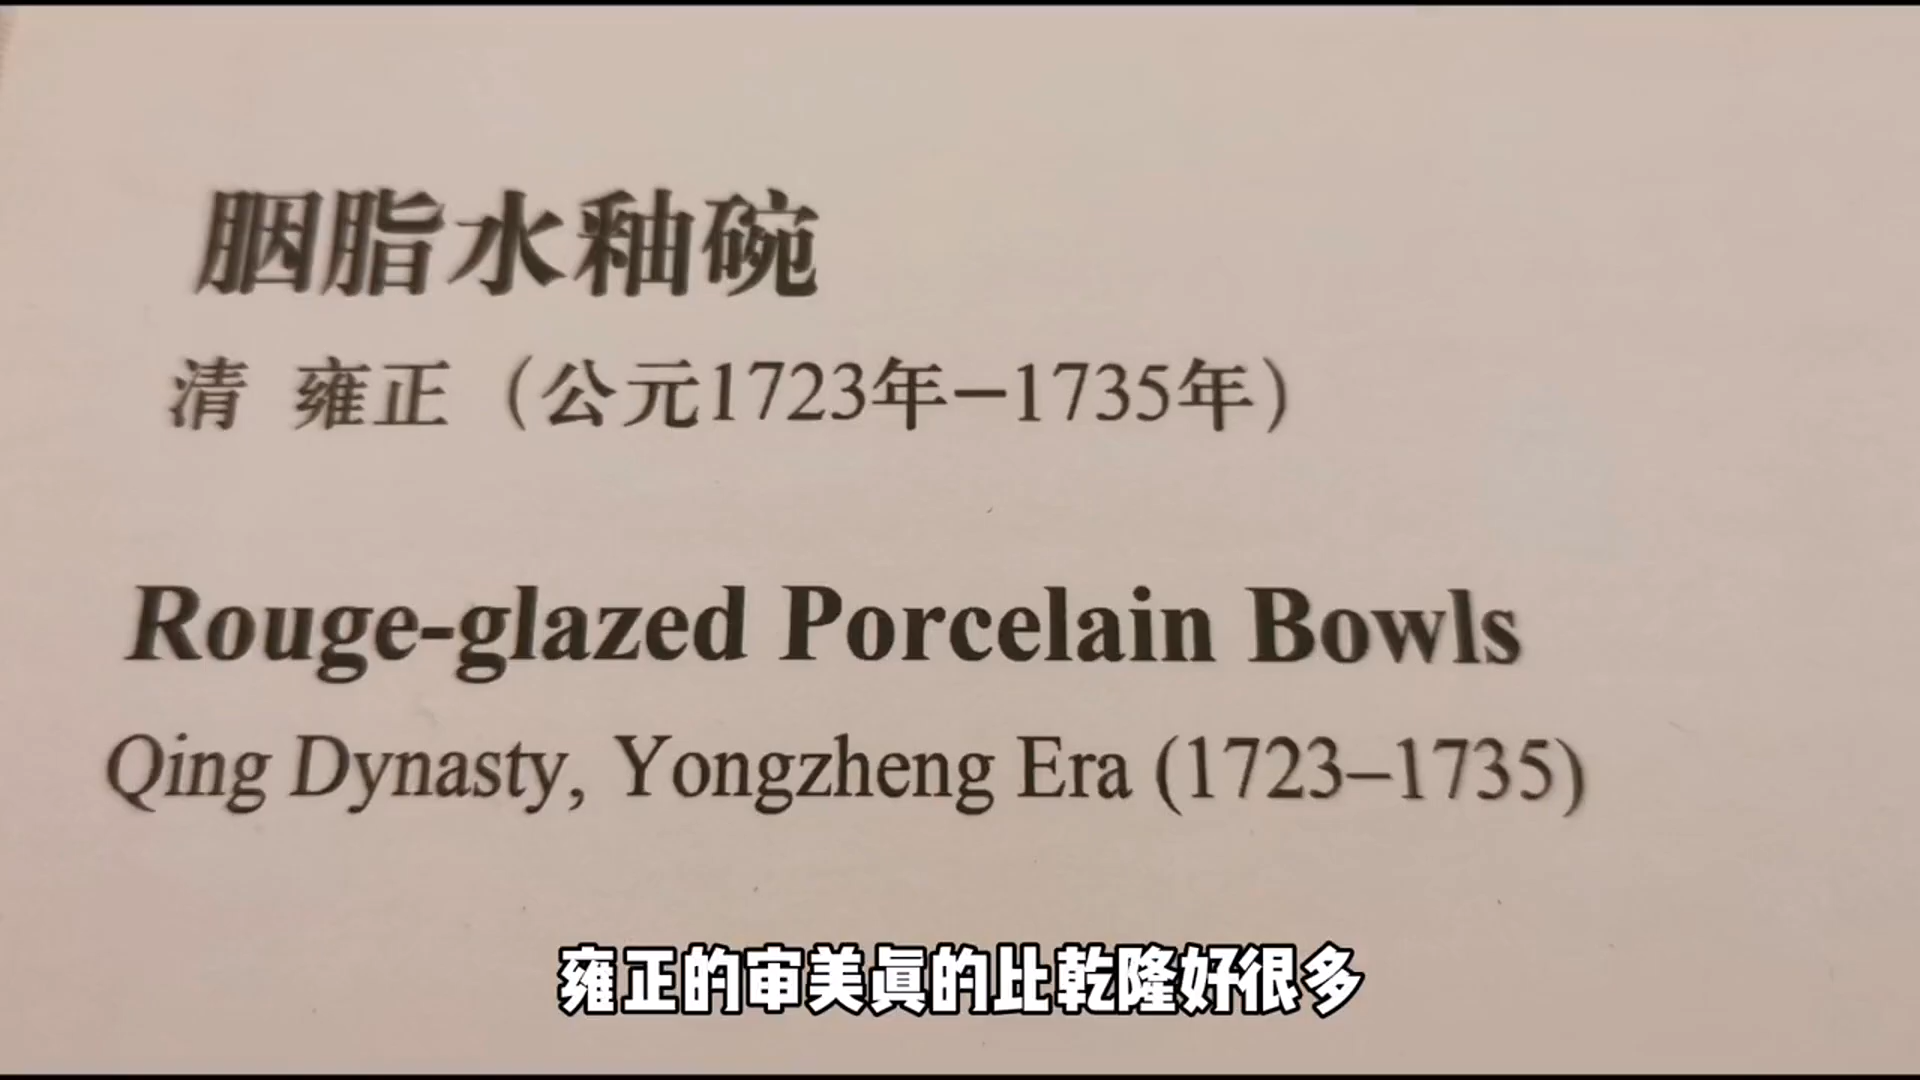 胭脂水釉碗
清 雍正（公元1723年–1735年）
Rouge-glazed Porcelain Bowls
Qing Dynasty, Yongzheng Era (1723–1735)
雍正的审美真的比乾隆好很多